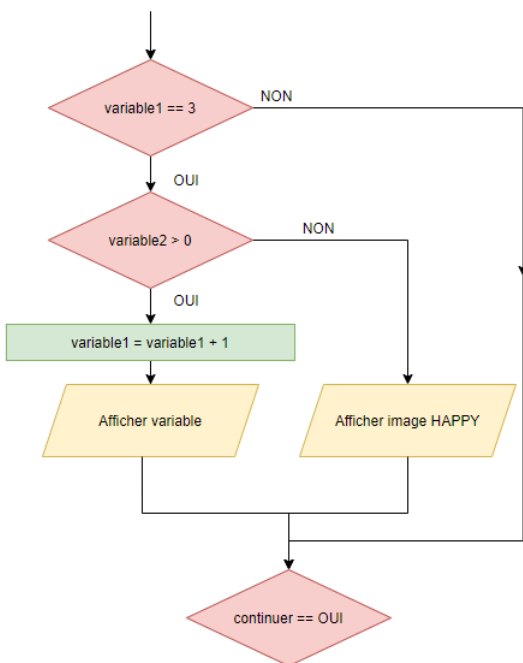 variable1 == 3
NON
OUI
variable2 > 0
NON
OUI
variable1 = variable1 + 1
Afficher variable
Afficher image HAPPY
continuer == OUI